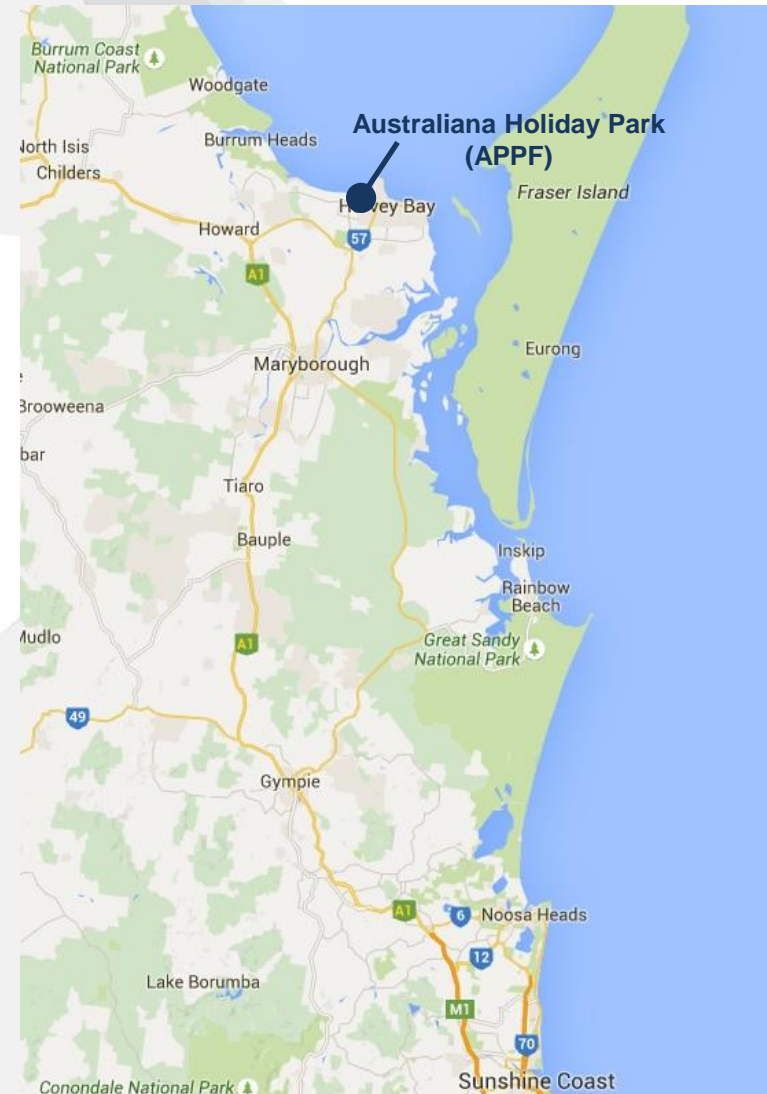 Burrum Coast
National Park
Woodgate
Australiana Holiday Park
(APPF)
North Isis
Burrum Heads
Childers
Fraser Island
vey Bay
Howard
57
A1
Eurong
Maryborough
Brooweena
bar
Tiaro
Bauple
Inskip
Rainbow
Beach
Mudlo
A1
Great Sandy
National Park
49
Gympie
A1
6
Noosa Heads
12
Lake Borumba
M1
70
Sunshine Coast
Conondale National Park